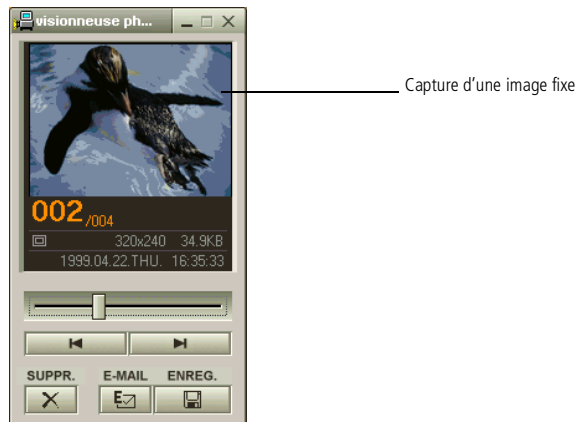 visionneuse ph...
Capture d'une image fixe
002/004
320x240 34.9KB
1999.04.22.THU. 16:35:33
SUPPR. E-MAIL ENREG.
E